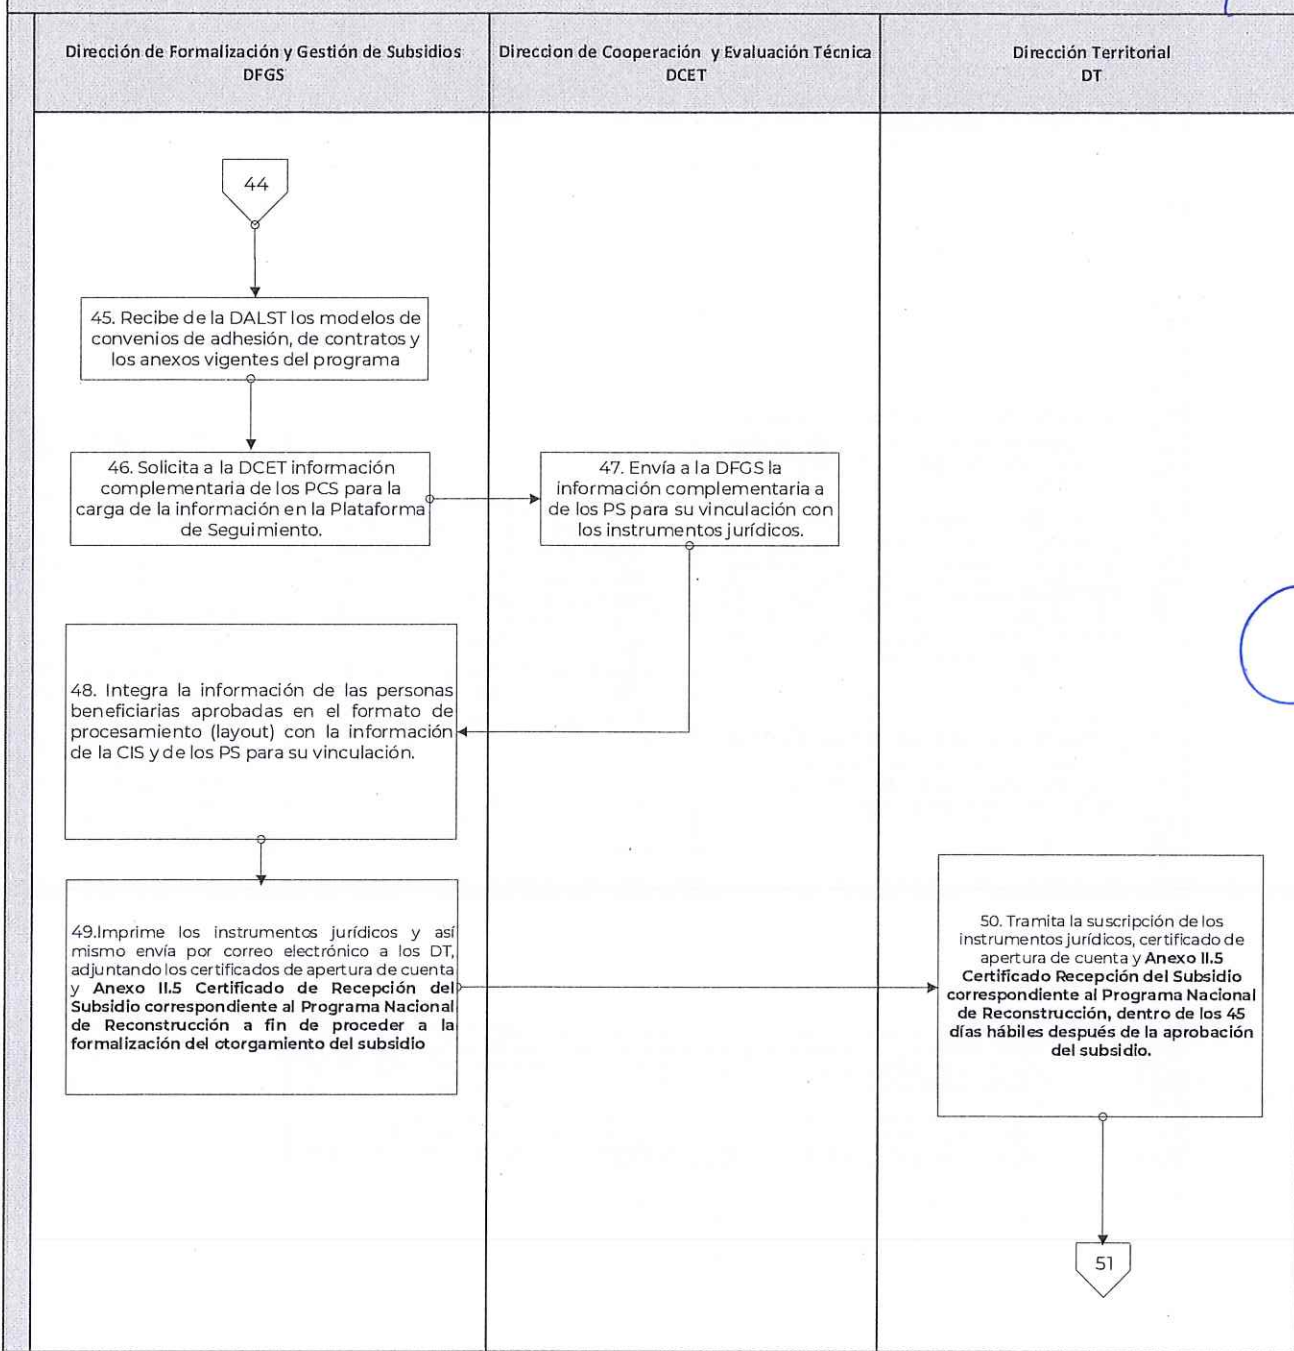 Dirección de Formalización y Gestión de Subsidios
DFGS
Direccion de Cooperación y Evaluación Técnica
DCET
Dirección Territorial
DT
44
45. Recibe de la DALST los modelos de
convenios de adhesión, de contratos y
los anexos vigentes del programa
46. Solicita a la DCET información
complementaria de los PCS para la
carga de la información en la Plataforma
de Seguimiento.
47. Envía a la DFGS la
información complementaria a
de los PS para su vinculación con
los instrumentos jurídicos.
48. Integra la información de las personas
beneficiarias aprobadas en el formato de
procesamiento (layout) con la información
de la CIS y de los PS para su vinculación.
49.Imprime los instrumentos jurídicos y así
mismo envía por correo electrónico a los DT,
adjuntando los certificados de apertura de cuenta
y Anexo II.5 Certificado de Recepción del
Subsidio correspondiente al Programa Nacional
de Reconstrucción a fin de proceder a la
formalización del otorgamiento del subsidio
50. Tramita la suscripción de los
instrumentos jurídicos, certificado de
apertura de cuenta y Anexo II.5
Certificado Recepción del Subsidio
correspondiente al Programa Nacional
de Reconstrucción, dentro de los 45
días hábiles después de la aprobación
del subsidio.
51